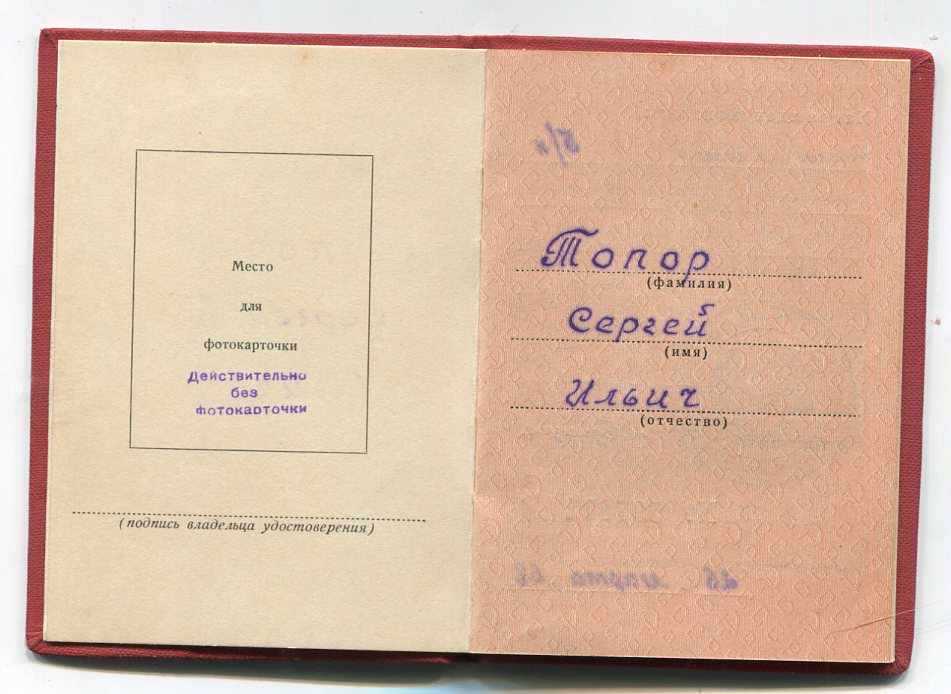 Место
для
фотокарточки
Действительно
без
фотокарточки
(подпись владельца удостоверения)
Топор
(фамилия)
Сергей
(имя)
Ильич
(отчество)